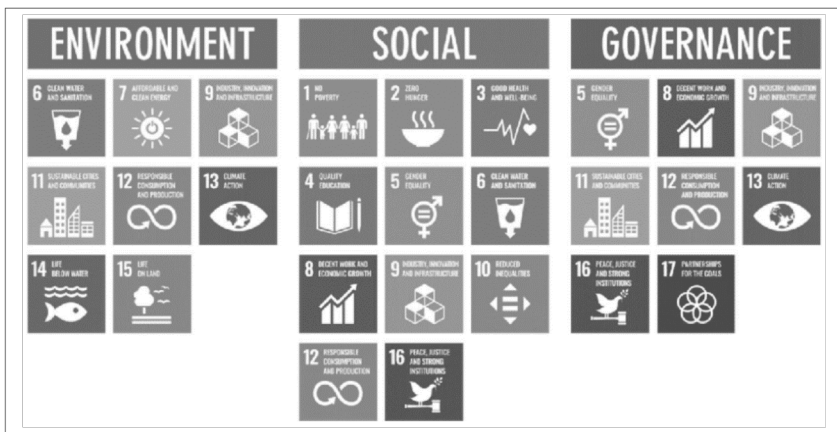 ENVIRONMENT
6 CLEAN WATER
AND SANITATION
7 AFFORDABLE AND
CLEAN ENERGY
9 INDUSTRY, INNOVATION
AND INFRASTRUCTURE
11 SUSTAINABLE CITIES
AND COMMUNITIES
12 RESPONSIBLE
CONSUMPTION
AND PRODUCTION
13 CLIMATE
ACTION
14 LIFE
BELOW WATER
15 LIFE
ON LAND
SOCIAL
1 NO
POVERTY
2 ZERO
HUNGER
3 GOOD HEALTH
AND WELL-BEING
4 QUALITY
EDUCATION
5 GENDER
EQUALITY
6 CLEAN WATER
AND SANITATION
8 DECENT WORK AND
ECONOMIC GROWTH
9 INDUSTRY, INNOVATION
AND INFRASTRUCTURE
10 REDUCED
INEQUALITIES
12 RESPONSIBLE
CONSUMPTION
AND PRODUCTION
16 PEACE, JUSTICE
AND STRONG
INSTITUTIONS
GOVERNANCE
5 GENDER
EQUALITY
8 DECENT WORK AND
ECONOMIC GROWTH
9 INDUSTRY, INNOVATION
AND INFRASTRUCTURE
11 SUSTAINABLE CITIES
AND COMMUNITIES
12 RESPONSIBLE
CONSUMPTION
AND PRODUCTION
13 CLIMATE
ACTION
16 PEACE, JUSTICE
AND STRONG
INSTITUTIONS
17 PARTNERSHIPS
FOR THE GOALS